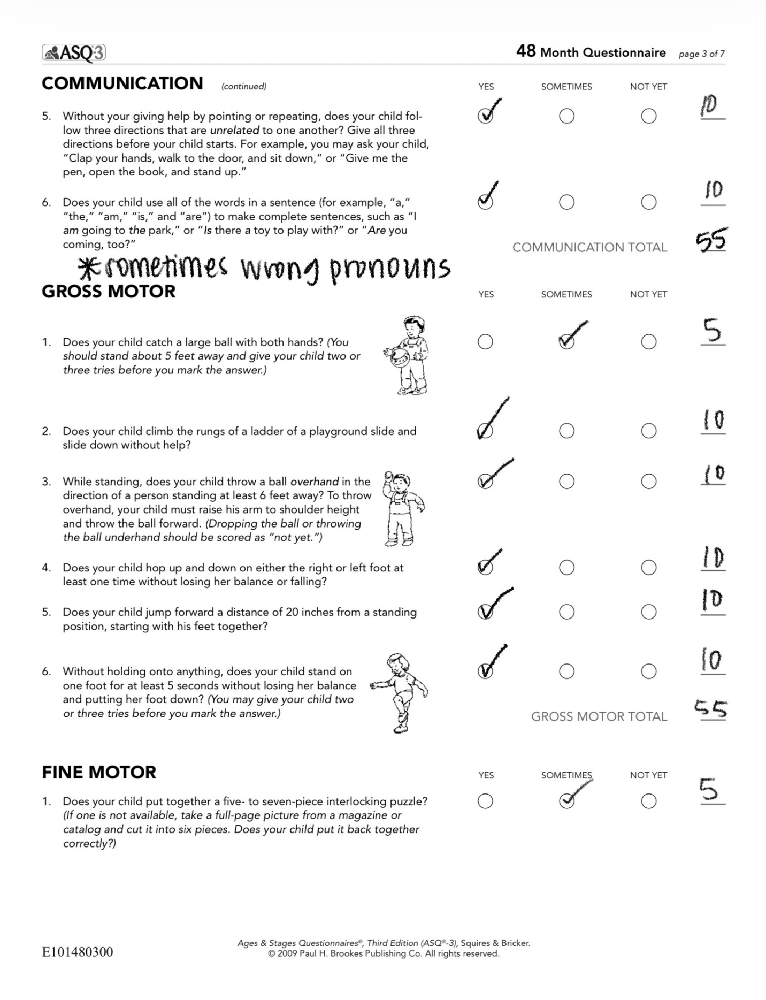 ASQ-3
48 Month Questionnaire page 3 of 7
COMMUNICATION (continued)
YES SOMETIMES NOT YET
5. Without your giving help by pointing or repeating, does your child fol-
low three directions that are unrelated to one another? Give all three
directions before your child starts. For example, you may ask your child,
“Clap your hands, walk to the door, and sit down,” or “Give me the
pen, open the book, and stand up.”
10
6. Does your child use all of the words in a sentence (for example, “a,”
“the,” “am,” “is,” and “are”) to make complete sentences, such as “I
am going to the park,” or “Is there a toy to play with?” or “Are you
coming, too?”
10
COMMUNICATION TOTAL 55
*sometimes wrong pronouns
GROSS MOTOR
YES SOMETIMES NOT YET
1. Does your child catch a large ball with both hands? (You
should stand about 5 feet away and give your child two or
three tries before you mark the answer.)
5
2. Does your child climb the rungs of a ladder of a playground slide and
slide down without help?
10
3. While standing, does your child throw a ball overhand in the
direction of a person standing at least 6 feet away? To throw
overhand, your child must raise his arm to shoulder height
and throw the ball forward. (Dropping the ball or throwing
the ball underhand should be scored as “not yet.”)
10
4. Does your child hop up and down on either the right or left foot at
least one time without losing her balance or falling?
10
5. Does your child jump forward a distance of 20 inches from a standing
position, starting with his feet together?
10
6. Without holding onto anything, does your child stand on
one foot for at least 5 seconds without losing her balance
and putting her foot down? (You may give your child two
or three tries before you mark the answer.)
10
GROSS MOTOR TOTAL 55
FINE MOTOR
YES SOMETIMES NOT YET
1. Does your child put together a five- to seven-piece interlocking puzzle?
(If one is not available, take a full-page picture from a magazine or
catalog and cut it into six pieces. Does your child put it back together
correctly?)
5
E101480300
Ages & Stages Questionnaires®, Third Edition (ASQ®-3), Squires & Bricker.
© 2009 Paul H. Brookes Publishing Co. All rights reserved.